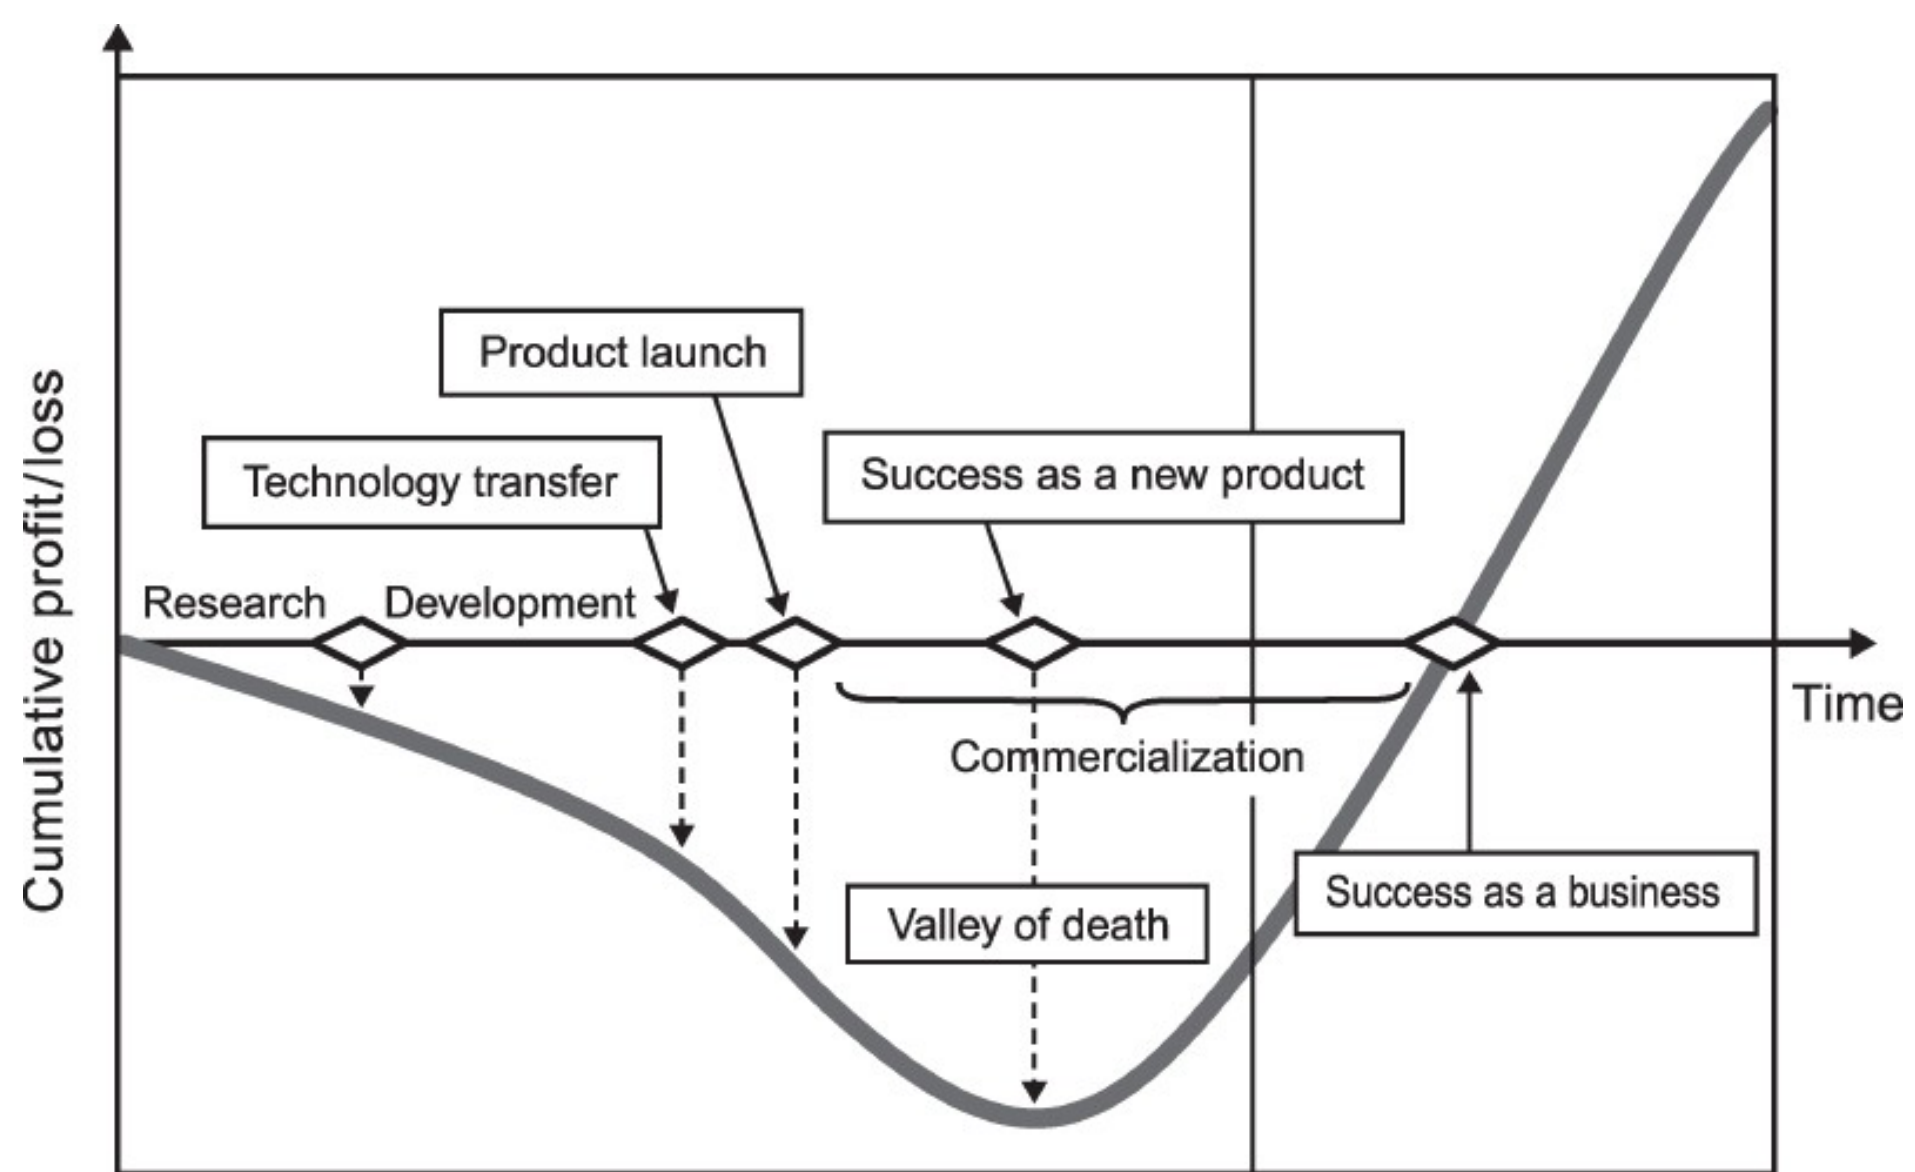 Cumulative profit/loss
Product launch
Technology transfer
Success as a new product
Research
Development
Time
Commercialization
Valley of death
Success as a business